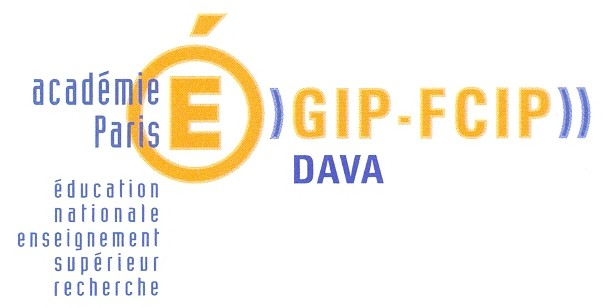 académie
Paris
É
)GIP-FCIP))
DAVA
éducation
nationale
enseignement
supérieur
recherche